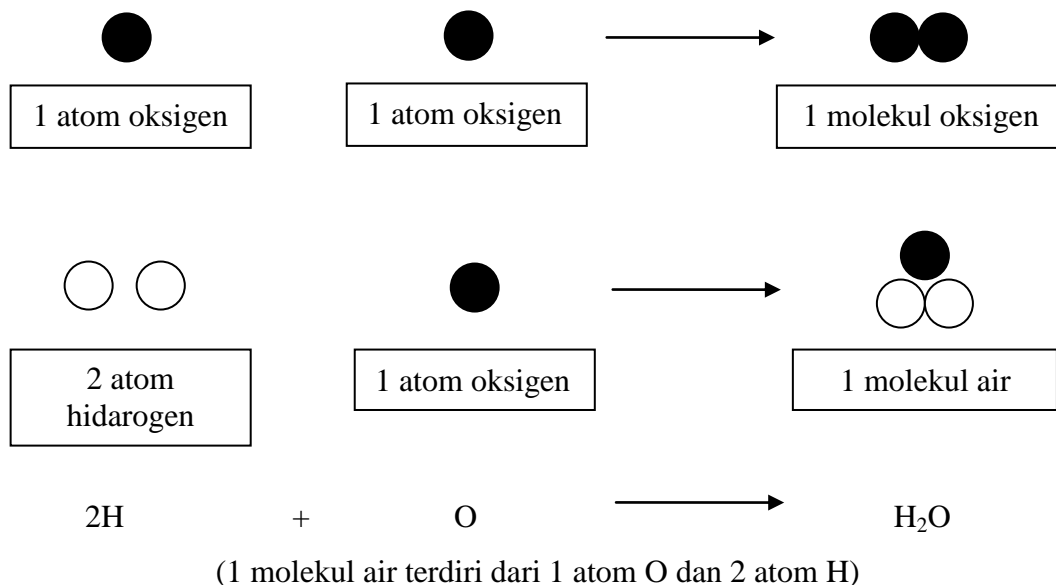 1 atom oksigen 1 atom oksigen 1 molekul oksigen
2 atom
hidarogen
1 atom oksigen 1 molekul air
2H + O H₂O
(1 molekul air terdiri dari 1 atom O dan 2 atom H)